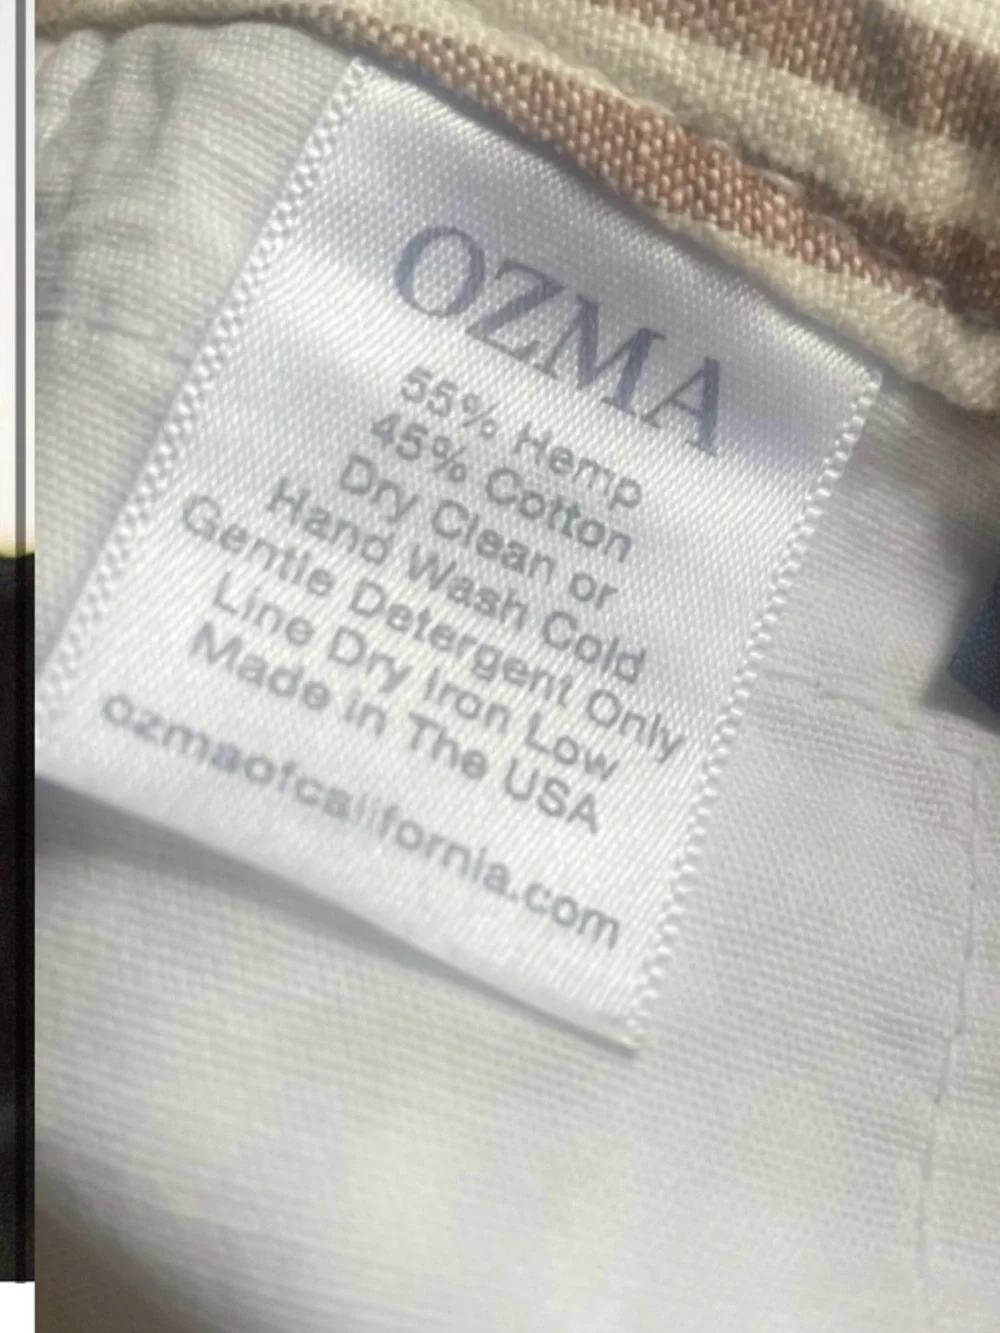 OZMA
55% Hemp
45% Cotton
Dry Clean or
Hand Wash Cold
Gentle Detergent Only
Line Dry Iron Low
Made in The USA
ozmaofcalifornia.com